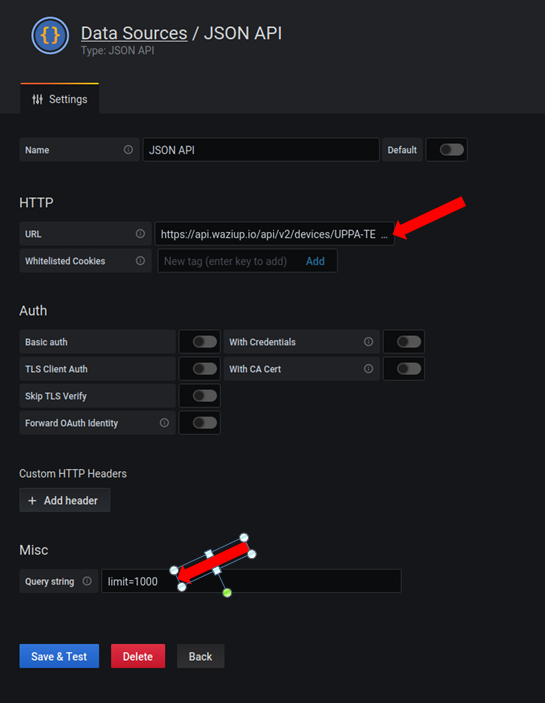 {}
Data Sources / JSON API
Type: JSON API
Settings
Name JSON API Default
HTTP
URL https://api.waziup.io/api/v2/devices/UPPA-TE ...
Whitelisted Cookies New tag (enter key to add) Add
Auth
Basic auth With Credentials
TLS Client Auth With CA Cert
Skip TLS Verify
Forward OAuth Identity
Custom HTTP Headers
+ Add header
Misc
Query string limit=1000
Save & Test Delete Back